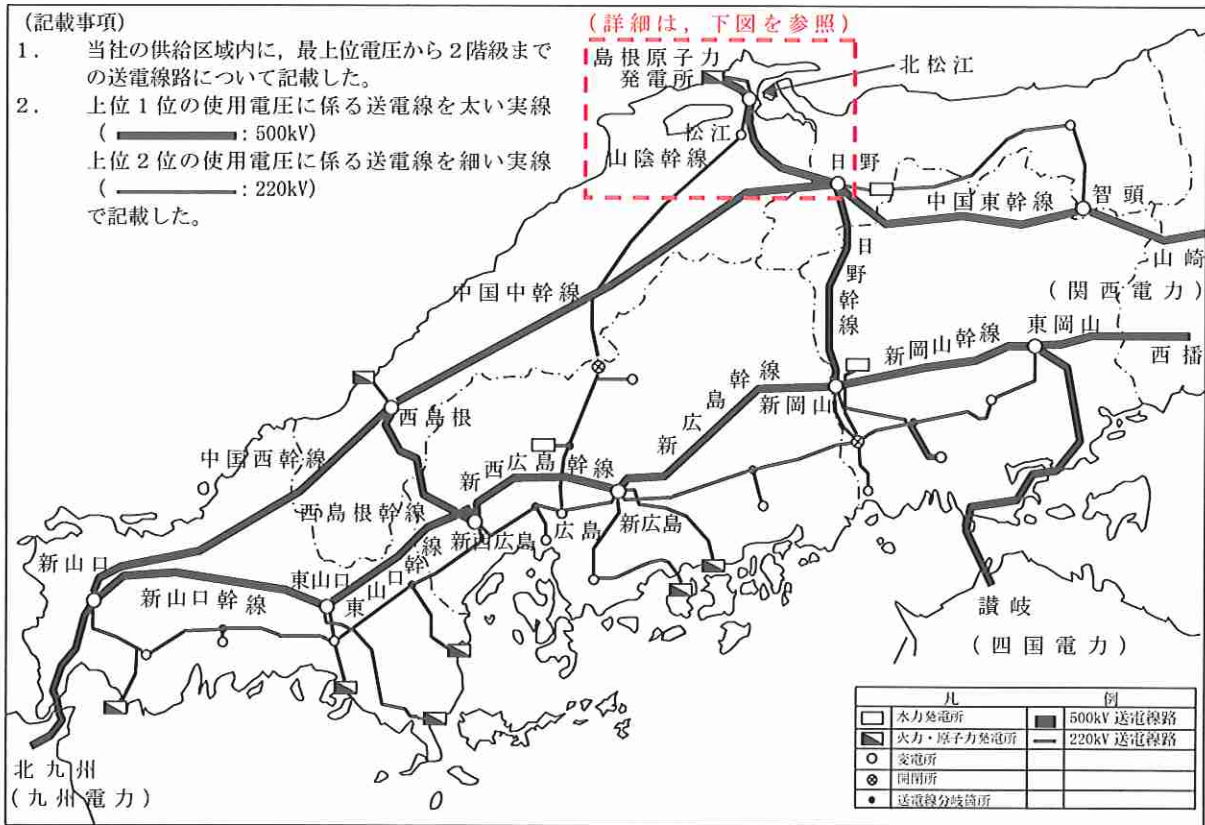 (記載事項)
1. 当社の供給区域内に,最上位電圧から2階級まで
の送電線路について記載した。
2. 上位1位の使用電圧に係る送電線を太い実線
( : 500kV)
上位2位の使用電圧に係る送電線を細い実線
( : 220kV)
で記載した。
(詳細は,下図を参照)
島根原子力
発電所
北松江
松江
山陰幹線
日野
中国東幹線
智頭
山崎
(関西電力)
日野幹線
中国中幹線
東岡山
新岡山幹線
西播
新岡山
新広島幹線
西島根
中国西幹線
新西広島幹線
西島根幹線
新西広島
広島
新広島
新山口
東山口
東山口幹線
新山口幹線
讃岐
(四国電力)
北九州
(九州電力)
凡例
水力発電所 500kV 送電線路
火力・原子力発電所 220kV 送電線路
変電所
開閉所
送電線分岐箇所